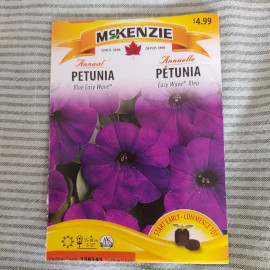 $4.99
McKENZIE
SINCE 1896 DEPUIS 1896
Annual Annuelle
PETUNIA PÉTUNIA
Blue Easy Wave® Easy Wave® Bleu
START EARLY • COMMENCE TÔT